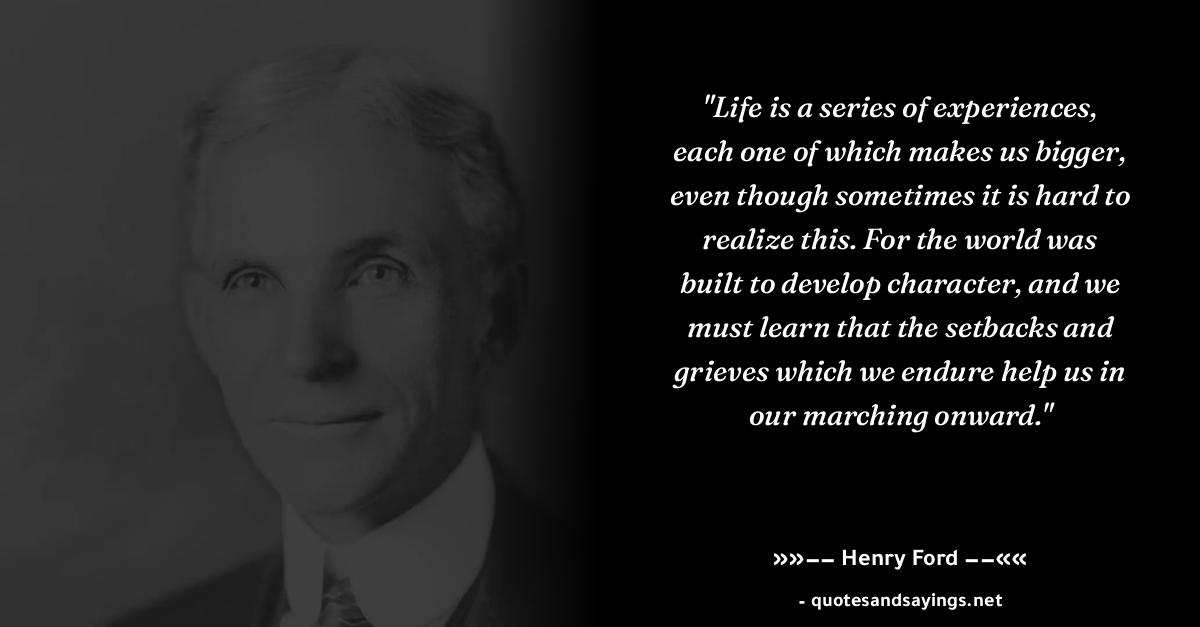 "Life is a series of experiences,
each one of which makes us bigger,
even though sometimes it is hard to
realize this. For the world was
built to develop character, and we
must learn that the setbacks and
grieves which we endure help us in
our marching onward."
»»−− Henry Ford −−««
- quotesandsayings.net